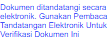 Dokumen ditandatangi secara
elektronik. Gunakan Pembaca
Tandatangan Elektronik Untuk
Verifikasi Dokumen Ini